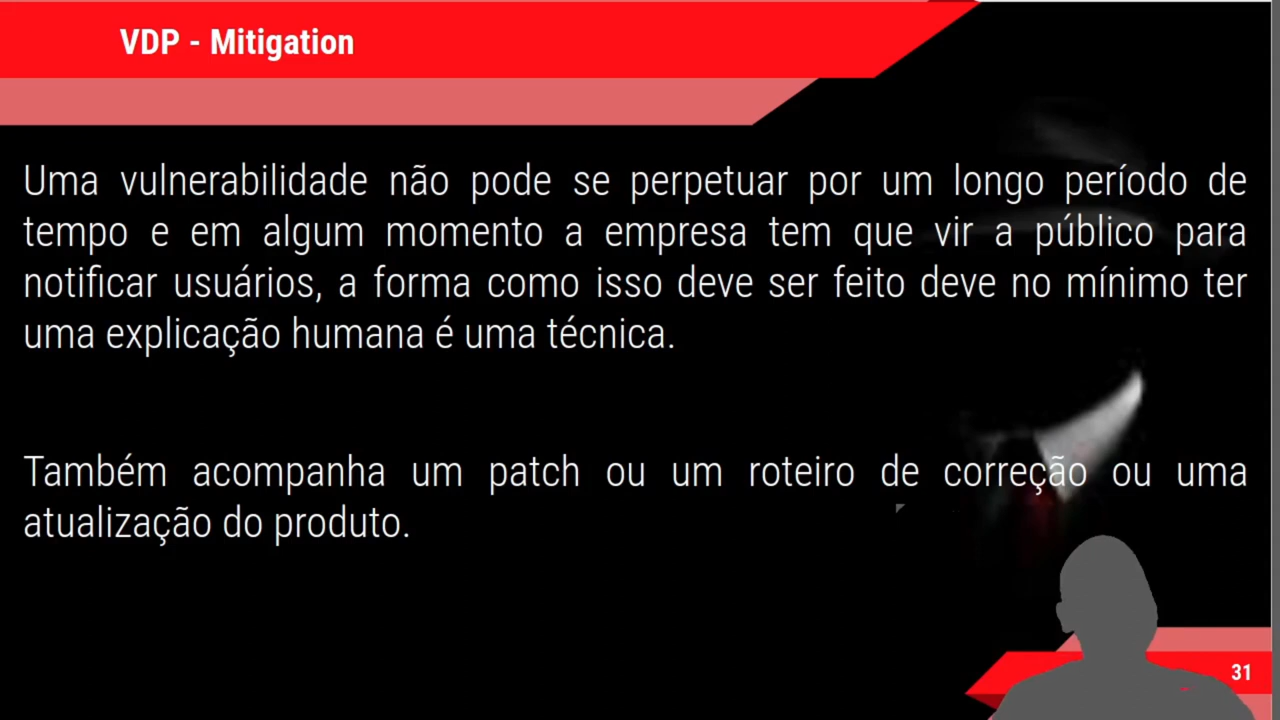 VDP - Mitigation
Uma vulnerabilidade não pode se perpetuar por um longo período de
tempo e em algum momento a empresa tem que vir a público para
notificar usuários, a forma como isso deve ser feito deve no mínimo ter
uma explicação humana é uma técnica.
Também acompanha um patch ou um roteiro de correção ou uma
atualização do produto.
31